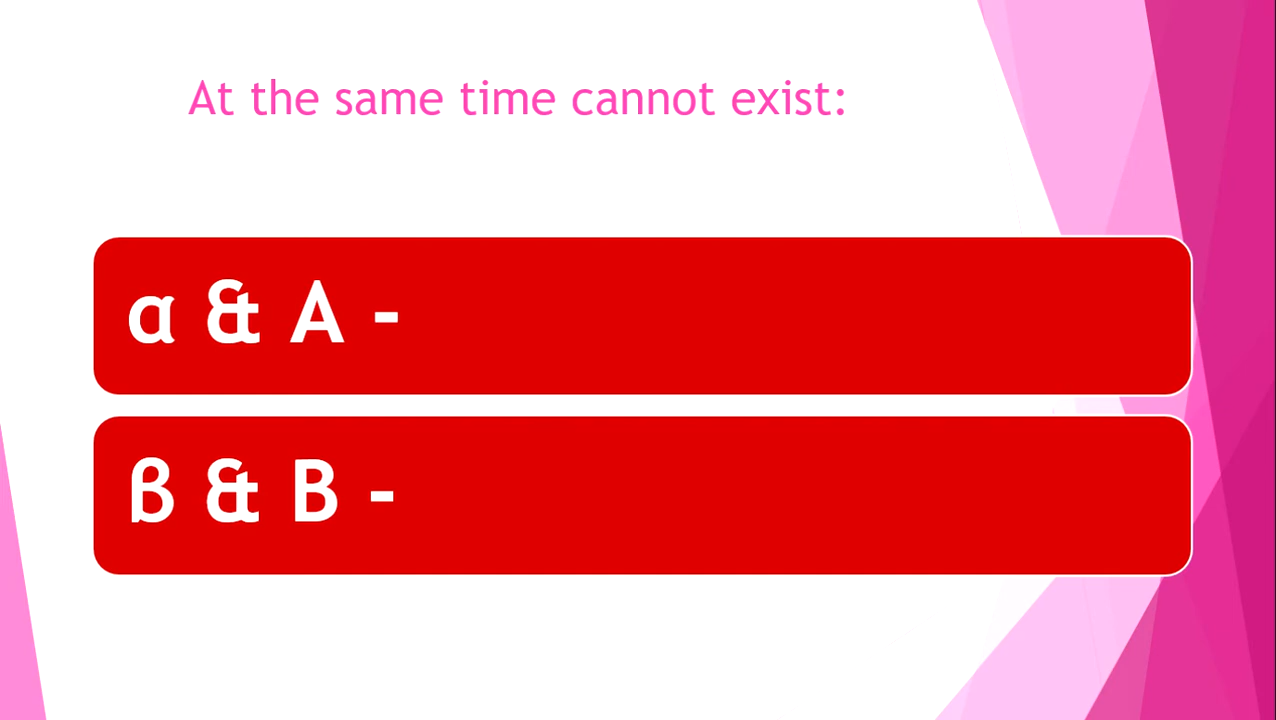 At the same time cannot exist:
α & A -
β & B -